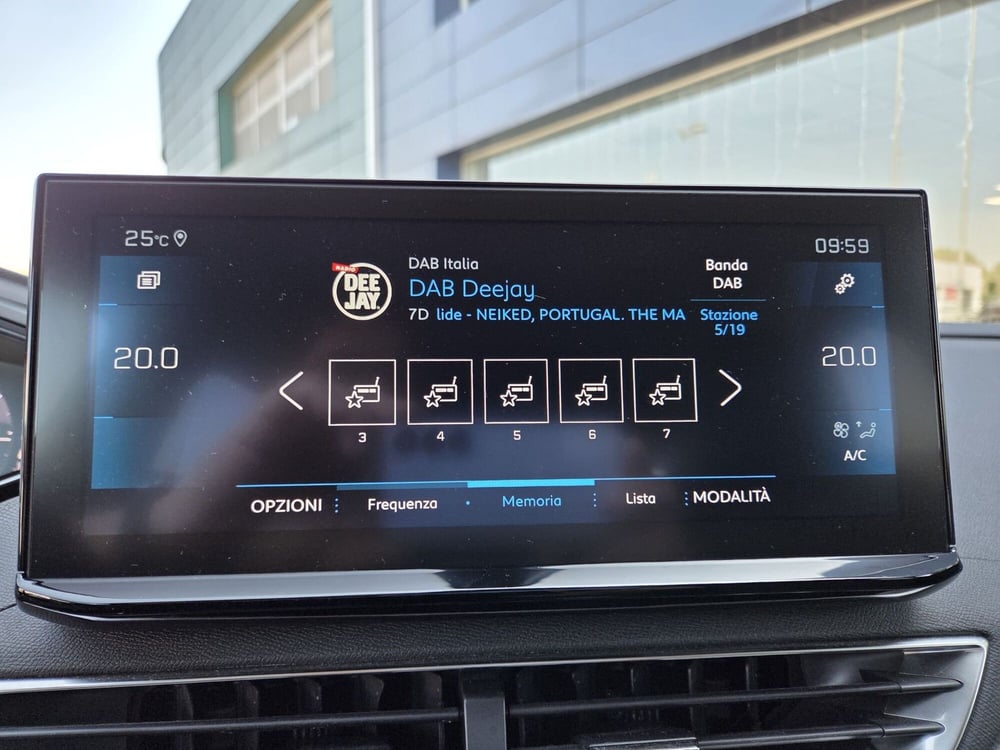 25°C
09:59
RADIO
DEE
JAY.
DAB Italia
DAB Deejay
7D lide - NEIKED, PORTUGAL. THE MA
Banda
DAB
Stazione
5/19
20.0
20.0
3 4 5 6 7
A/C
OPZIONI Frequenza Memoria Lista MODALITÀ